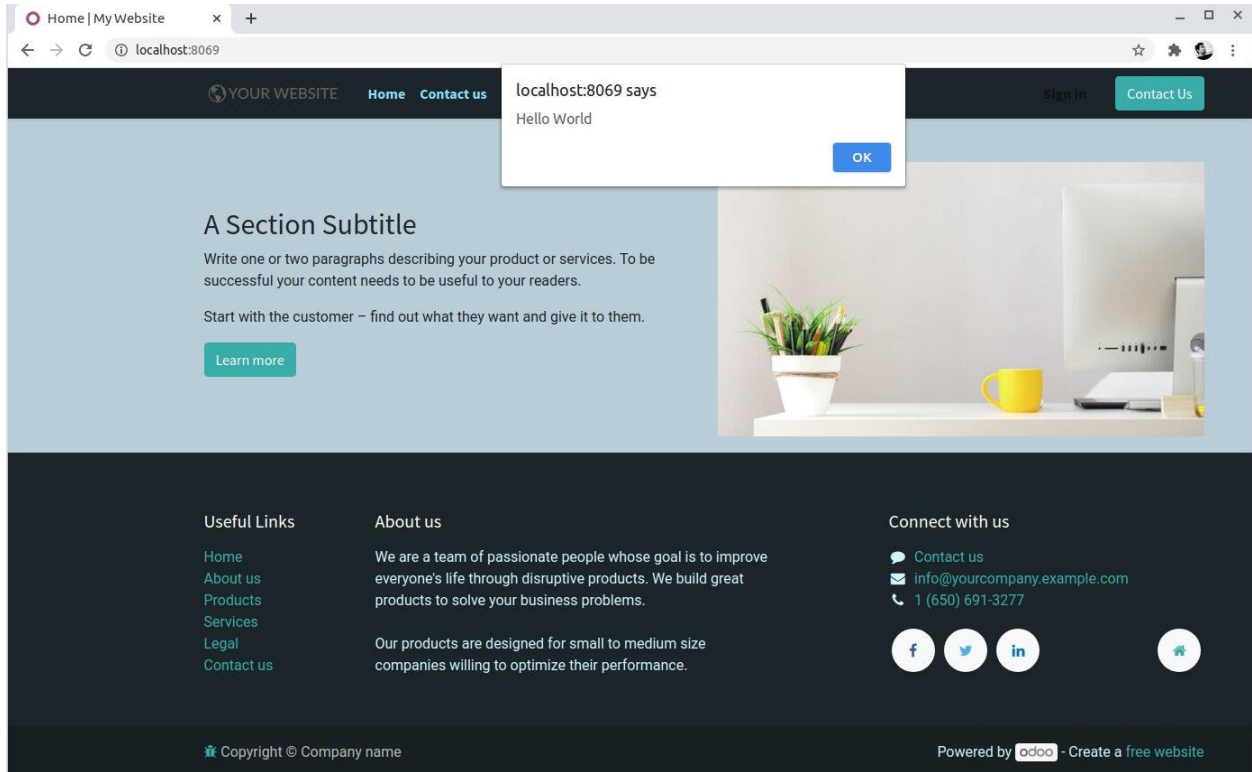 Home | My Website
localhost:8069
YOUR WEBSITE Home Contact us Sign in Contact Us
localhost:8069 says
Hello World
OK
A Section Subtitle
Write one or two paragraphs describing your product or services. To be
successful your content needs to be useful to your readers.
Start with the customer – find out what they want and give it to them.
Learn more
Useful Links
Home
About us
Products
Services
Legal
Contact us
About us
We are a team of passionate people whose goal is to improve
everyone's life through disruptive products. We build great
products to solve your business problems.
Our products are designed for small to medium size
companies willing to optimize their performance.
Connect with us
Contact us
info@yourcompany.example.com
1 (650) 691-3277
Copyright © Company name
Powered by odoo - Create a free website